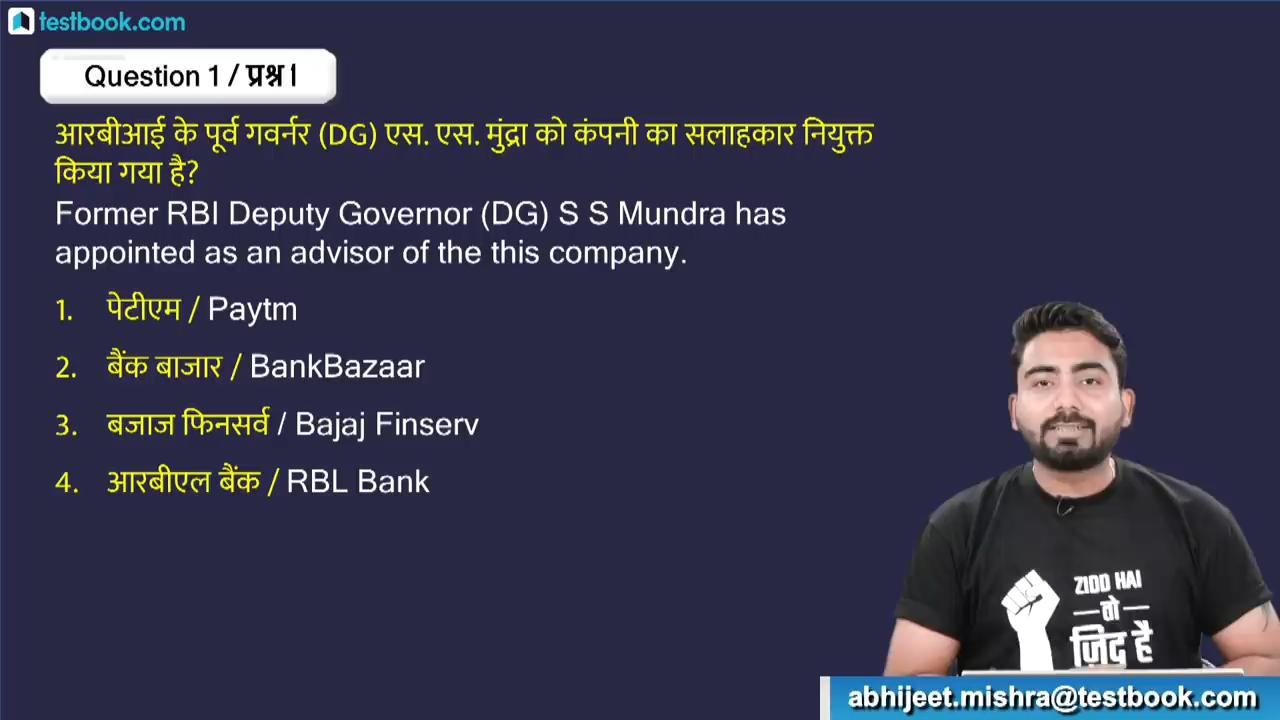 testbook.com
Question 1 / प्रश्न 1
आरबीआई के पूर्व गवर्नर (DG) एस. एस. मुंद्रा को कंपनी का सलाहकार नियुक्त
किया गया है?
Former RBI Deputy Governor (DG) S S Mundra has
appointed as an advisor of the this company.
1. पेटीएम / Paytm
2. बैंक बाजार / BankBazaar
3. बजाज फिनसर्व / Bajaj Finserv
4. आरबीएल बैंक / RBL Bank
ZIDD HAI
तो
ज़िद है
abhijeet.mishra@testbook.com